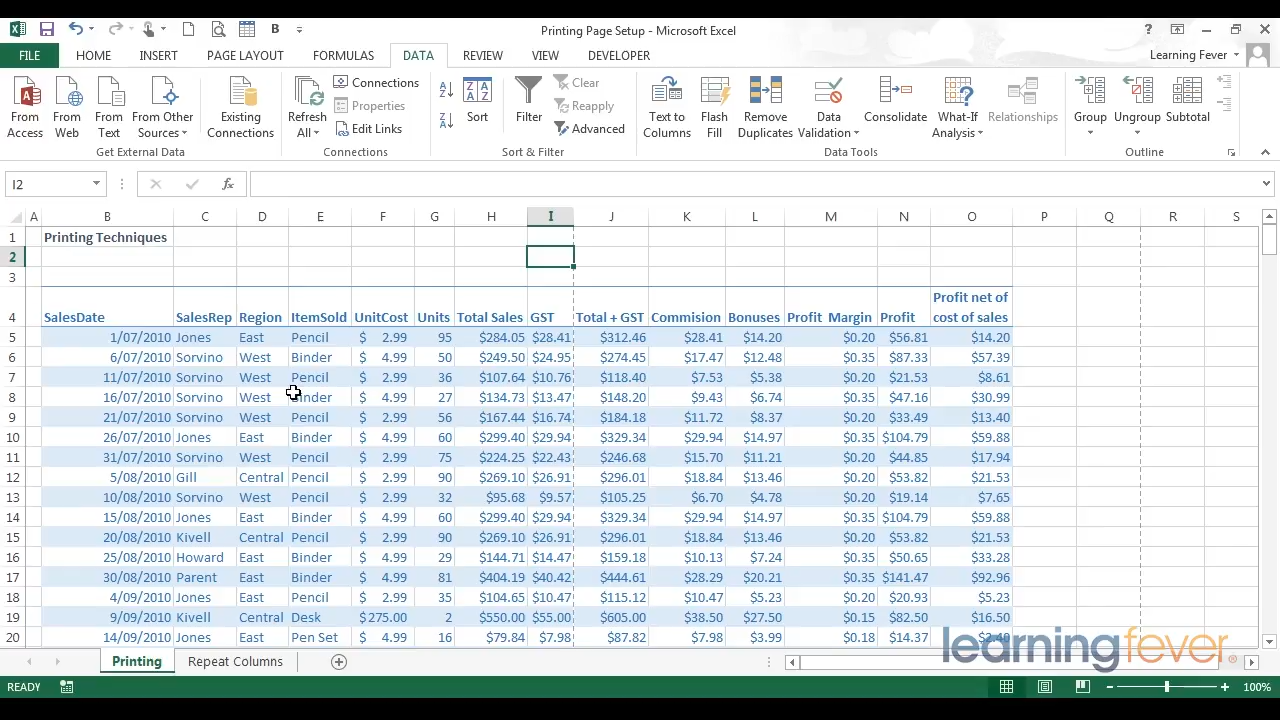 Printing Page Setup - Microsoft Excel
FILE HOME INSERT PAGE LAYOUT FORMULAS DATA REVIEW VIEW DEVELOPER Learning Fever
From Access From Web From Text From Other Sources Existing Connections Refresh All Connections Properties Edit Links Sort Filter Clear Reapply Advanced Text to Columns Flash Fill Remove Duplicates Data Validation Consolidate What-If Analysis Relationships Group Ungroup Subtotal
Get External Data Connections Sort & Filter Data Tools Outline
I2 fx
A B C D E F G H I J K L M N O P Q R S
1 Printing Techniques
2
3
4 SalesDate SalesRep Region ItemSold UnitCost Units Total Sales GST Total + GST Commision Bonuses Profit Margin Profit Profit net of cost of sales
5 1/07/2010 Jones East Pencil $ 2.99 95 $284.05 $28.41 $312.46 $28.41 $14.20 $0.20 $56.81 $14.20
6 6/07/2010 Sorvino West Binder $ 4.99 50 $249.50 $24.95 $274.45 $17.47 $12.48 $0.35 $87.33 $57.39
7 11/07/2010 Sorvino West Pencil $ 2.99 36 $107.64 $10.76 $118.40 $7.53 $5.38 $0.20 $21.53 $8.61
8 16/07/2010 Sorvino West Binder $ 4.99 27 $134.73 $13.47 $148.20 $9.43 $6.74 $0.35 $47.16 $30.99
9 21/07/2010 Sorvino West Pencil $ 2.99 56 $167.44 $16.74 $184.18 $11.72 $8.37 $0.20 $33.49 $13.40
10 26/07/2010 Jones East Binder $ 4.99 60 $299.40 $29.94 $329.34 $29.94 $14.97 $0.35 $104.79 $59.88
11 31/07/2010 Sorvino West Pencil $ 2.99 75 $224.25 $22.43 $246.68 $15.70 $11.21 $0.20 $44.85 $17.94
12 5/08/2010 Gill Central Pencil $ 2.99 90 $269.10 $26.91 $296.01 $18.84 $13.46 $0.20 $53.82 $21.53
13 10/08/2010 Sorvino West Pencil $ 2.99 32 $95.68 $9.57 $105.25 $6.70 $4.78 $0.20 $19.14 $7.65
14 15/08/2010 Jones East Binder $ 4.99 60 $299.40 $29.94 $329.34 $29.94 $14.97 $0.35 $104.79 $59.88
15 20/08/2010 Kivell Central Pencil $ 2.99 90 $269.10 $26.91 $296.01 $18.84 $13.46 $0.20 $53.82 $21.53
16 25/08/2010 Howard East Binder $ 4.99 29 $144.71 $14.47 $159.18 $10.13 $7.24 $0.35 $50.65 $33.28
17 30/08/2010 Parent East Binder $ 4.99 81 $404.19 $40.42 $444.61 $28.29 $20.21 $0.35 $141.47 $92.96
18 4/09/2010 Jones East Pencil $ 2.99 35 $104.65 $10.47 $115.12 $10.47 $5.23 $0.20 $20.93 $5.23
19 9/09/2010 Kivell Central Desk $275.00 2 $550.00 $55.00 $605.00 $38.50 $27.50 $0.15 $82.50 $16.50
20 14/09/2010 Jones East Pen Set $ 4.99 16 $79.84 $7.98 $87.82 $7.98 $3.99 $0.18 $14.37
learningfever
Printing Repeat Columns
READY 100%